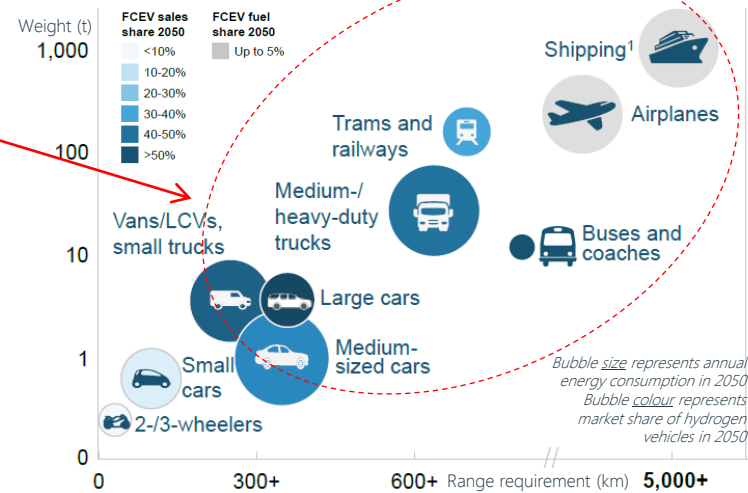 Weight (t)
FCEV sales
share 2050
<10%
10-20%
20-30%
30-40%
40-50%
>50%
FCEV fuel
share 2050
Up to 5%
1,000
100
10
1
0
Shipping1
Airplanes
Trams and
railways
Medium-/
heavy-duty
trucks
Buses and
coaches
Vans/LCVs,
small trucks
Large cars
Medium-
sized cars
Small
cars
2-/3-wheelers
Bubble size represents annual
energy consumption in 2050
Bubble colour represents
market share of hydrogen
vehicles in 2050
0
300+
600+
Range requirement (km)
5,000+